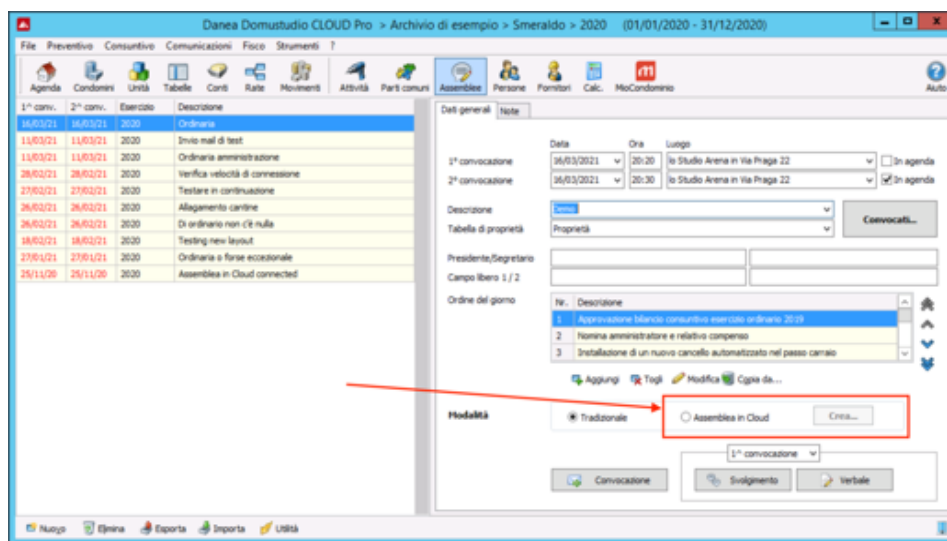 Danea Domustudio CLOUD Pro > Archivio di esempio > Smeraldo > 2020 (01/01/2020 - 31/12/2020)
File Preventivo Consuntivo Comunicazioni Fisco Strumenti ?
Agenda Condomini Unità Tabelle Conti Rate Movimenti Attività Parti comuni Assemblee Persone Fornitori Calc. MioCondominio Aiuto
1^ conv. 2^ conv. Esercizio Descrizione
16/03/21 16/03/21 2020 Ordinaria
11/03/21 11/03/21 2020 Invio mail di test
11/03/21 11/03/21 2020 Ordinaria amministrazione
28/02/21 28/02/21 2020 Verifica velocità di connessione
27/02/21 27/02/21 2020 Testare in continuazione
26/02/21 26/02/21 2020 Allagamento cantine
26/02/21 26/02/21 2020 Di ordinario non c'è nulla
18/02/21 18/02/21 2020 Testing new layout
27/01/21 27/01/21 2020 Ordinaria o forse eccezionale
25/11/20 25/11/20 2020 Assemblea in Cloud connected
Dati generali Note
Data Ora Luogo
1ª convocazione 16/03/2021 20:20 lo Studio Arena in Via Praga 22 In agenda
2ª convocazione 16/03/2021 20:30 lo Studio Arena in Via Praga 22 In agenda
Descrizione Demo
Convocati...
Tabella di proprietà Proprietà
Presidente/Segretario
Campo libero 1 / 2
Ordine del giorno
Nr. Descrizione
1 Approvazione bilancio consuntivo esercizio ordinario 2019
2 Nomina amministratore e relativo compenso
3 Installazione di un nuovo cancello automatizzato nel passo carraio
Aggiungi Togli Modifica Copia da...
Modalità Tradizionale Assemblea in Cloud Crea...
1^ convocazione
Convocazione Svolgimento Verbale
Nuovo Elimina Esporta Importa Utilità